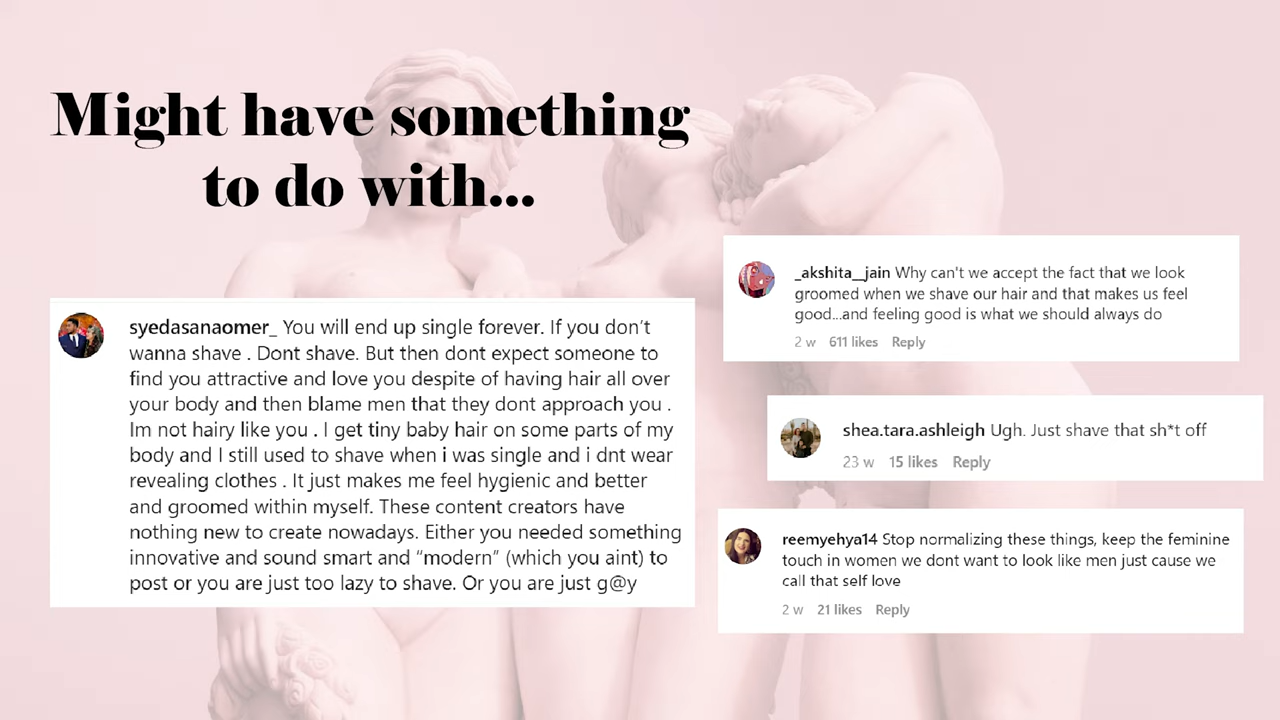 Might have something
to do with...
syedasanaomer_ You will end up single forever. If you don't
wanna shave . Dont shave. But then dont expect someone to
find you attractive and love you despite of having hair all over
your body and then blame men that they dont approach you .
Im not hairy like you . I get tiny baby hair on some parts of my
body and I still used to shave when i was single and i dnt wear
revealing clothes . It just makes me feel hygienic and better
and groomed within myself. These content creators have
nothing new to create nowadays. Either you needed something
innovative and sound smart and “modern” (which you aint) to
post or you are just too lazy to shave. Or you are just g@y
_akshita__jain Why can't we accept the fact that we look
groomed when we shave our hair and that makes us feel
good...and feeling good is what we should always do
2 w 611 likes Reply
shea.tara.ashleigh Ugh. Just shave that sh*t off
23 w 15 likes Reply
reemyehya14 Stop normalizing these things, keep the feminine
touch in women we dont want to look like men just cause we
call that self love
2 w 21 likes Reply